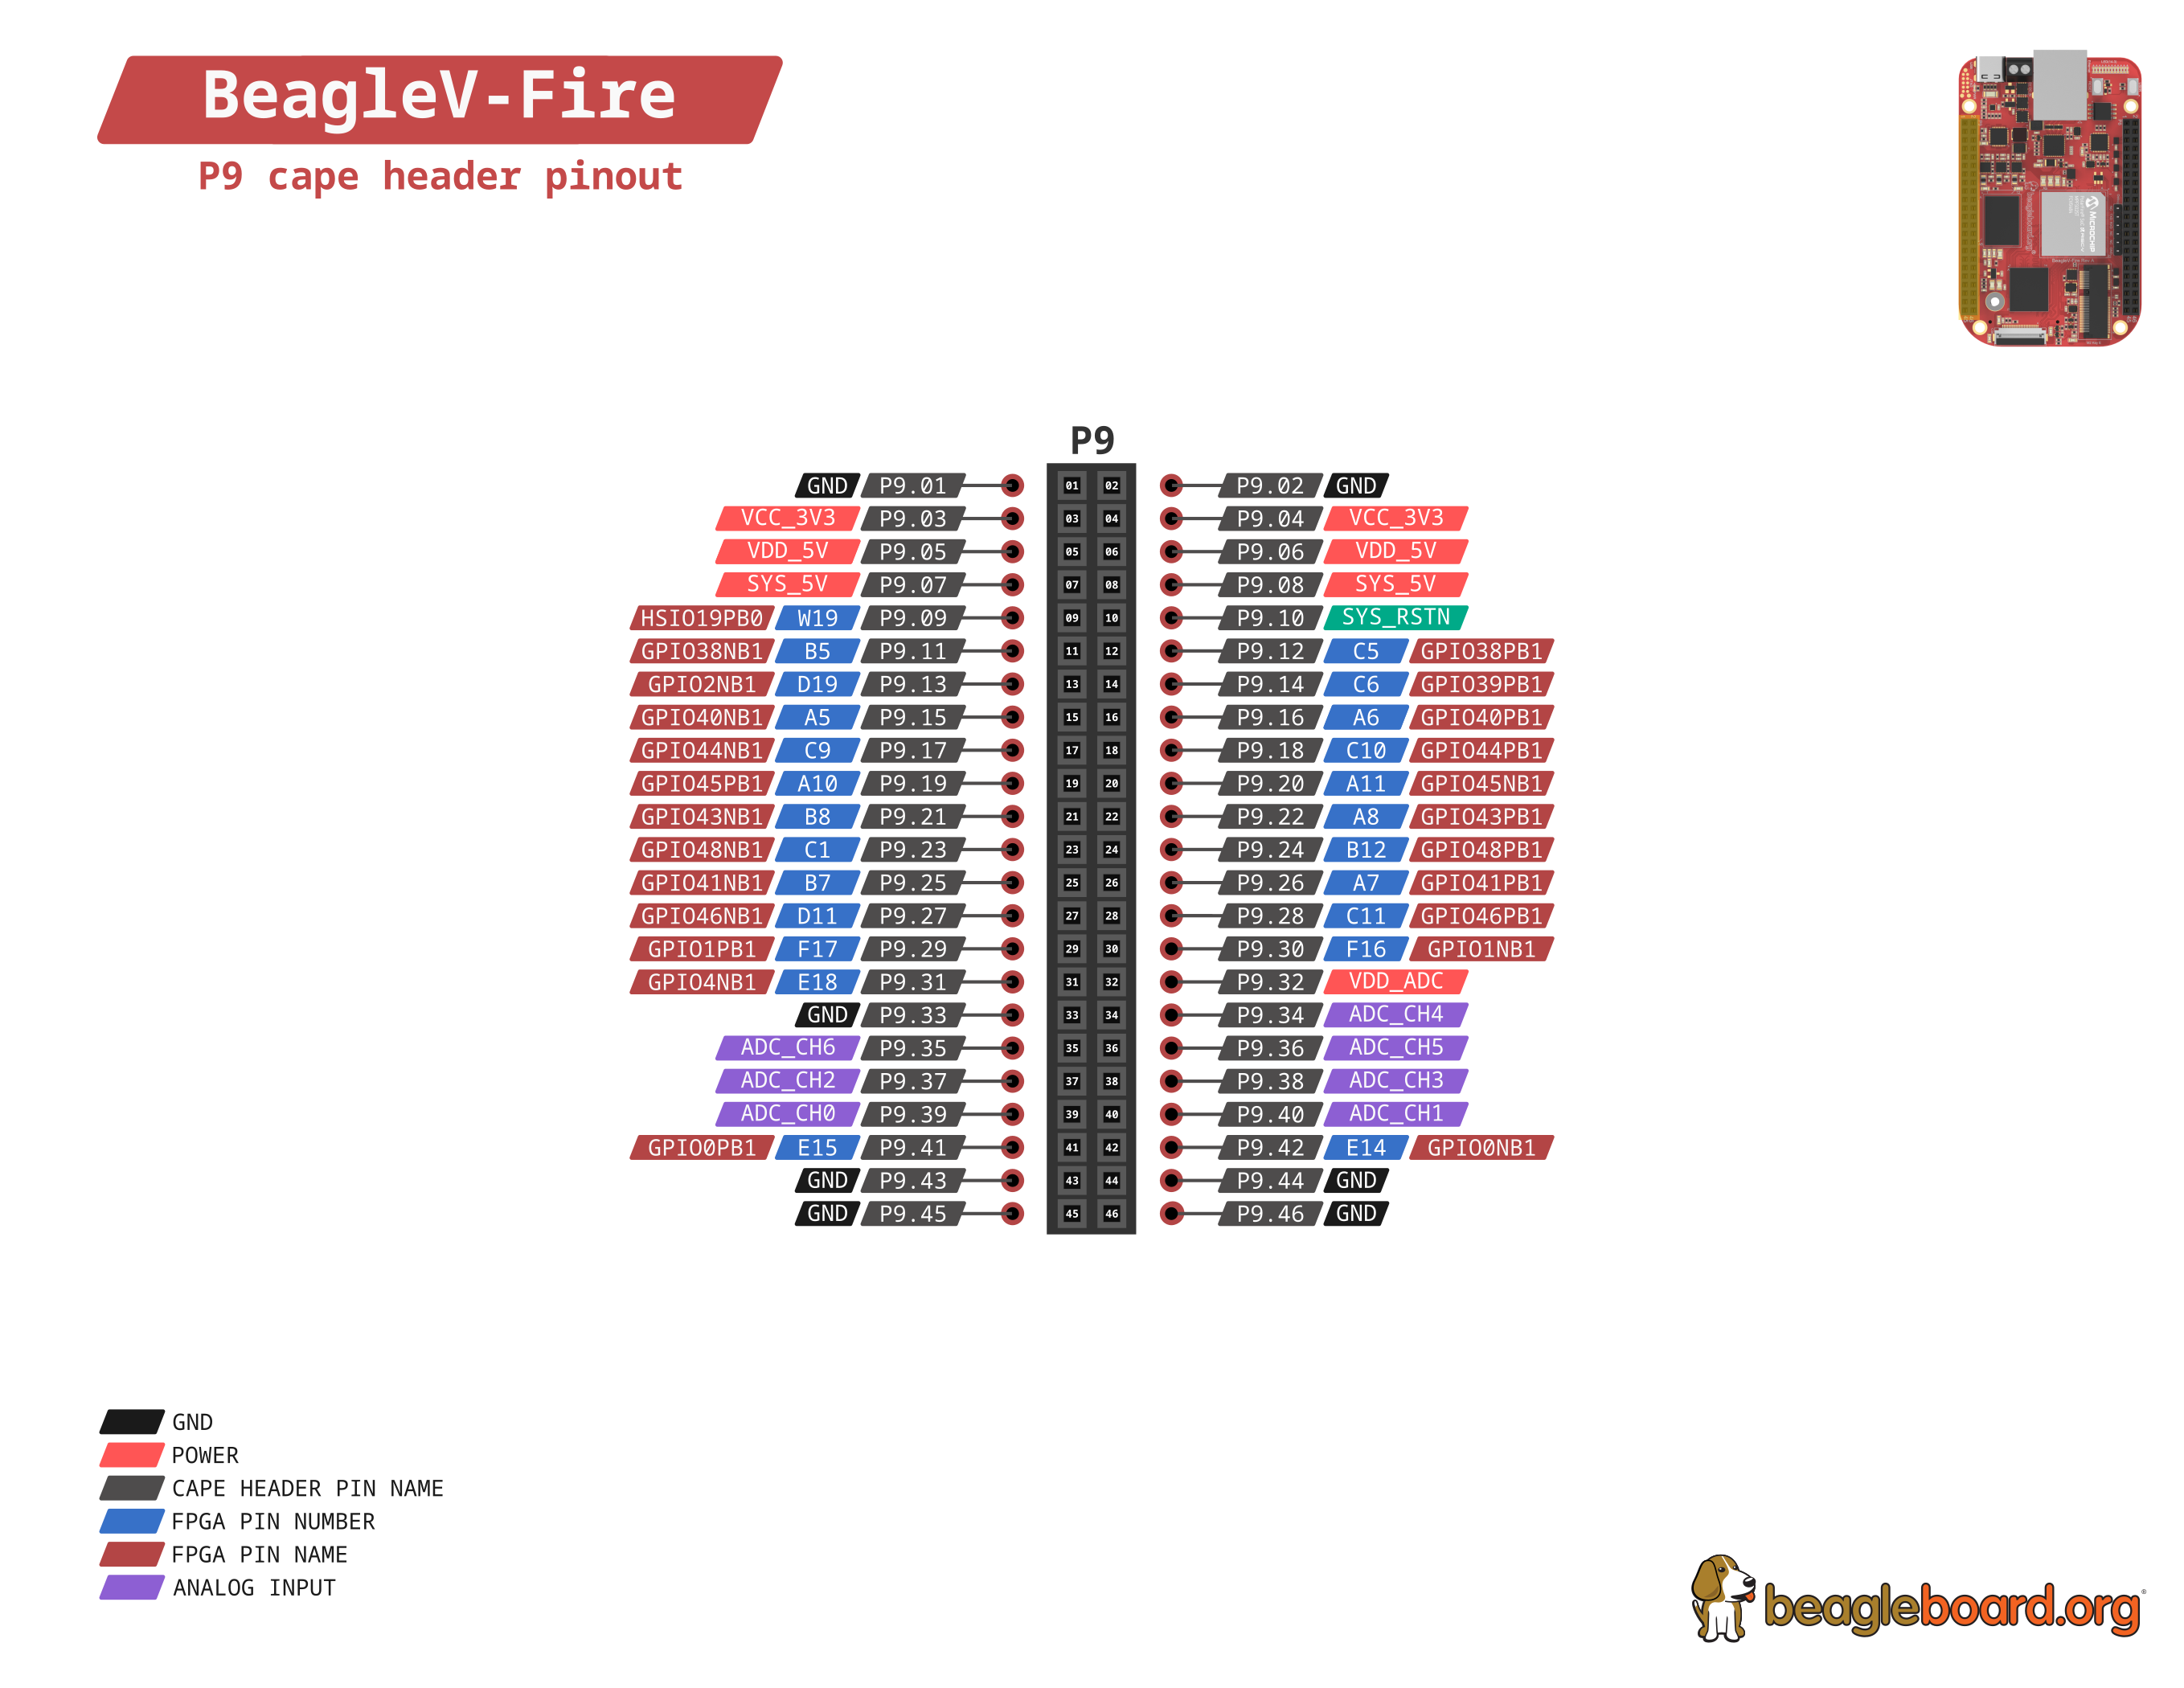 BeagleV-Fire
P9 cape header pinout
MICROCHIP
P9
GND P9.01 01 02 P9.02 GND
VCC_3V3 P9.03 03 04 P9.04 VCC_3V3
VDD_5V P9.05 05 06 P9.06 VDD_5V
SYS_5V P9.07 07 08 P9.08 SYS_5V
HSIO19PB0 W19 P9.09 09 10 P9.10 SYS_RSTN
GPIO38NB1 B5 P9.11 11 12 P9.12 C5 GPIO38PB1
GPIO2NB1 D19 P9.13 13 14 P9.14 C6 GPIO39PB1
GPIO40NB1 A5 P9.15 15 16 P9.16 A6 GPIO40PB1
GPIO44NB1 C9 P9.17 17 18 P9.18 C10 GPIO44PB1
GPIO45PB1 A10 P9.19 19 20 P9.20 A11 GPIO45NB1
GPIO43NB1 B8 P9.21 21 22 P9.22 A8 GPIO43PB1
GPIO48NB1 C1 P9.23 23 24 P9.24 B12 GPIO48PB1
GPIO41NB1 B7 P9.25 25 26 P9.26 A7 GPIO41PB1
GPIO46NB1 D11 P9.27 27 28 P9.28 C11 GPIO46PB1
GPIO1PB1 F17 P9.29 29 30 P9.30 F16 GPIO1NB1
GPIO4NB1 E18 P9.31 31 32 P9.32 VDD_ADC
GND P9.33 33 34 P9.34 ADC_CH4
ADC_CH6 P9.35 35 36 P9.36 ADC_CH5
ADC_CH2 P9.37 37 38 P9.38 ADC_CH3
ADC_CH0 P9.39 39 40 P9.40 ADC_CH1
GPIO0PB1 E15 P9.41 41 42 P9.42 E14 GPIO0NB1
GND P9.43 43 44 P9.44 GND
GND P9.45 45 46 P9.46 GND
GND
POWER
CAPE HEADER PIN NAME
FPGA PIN NUMBER
FPGA PIN NAME
ANALOG INPUT
beagleboard.org®